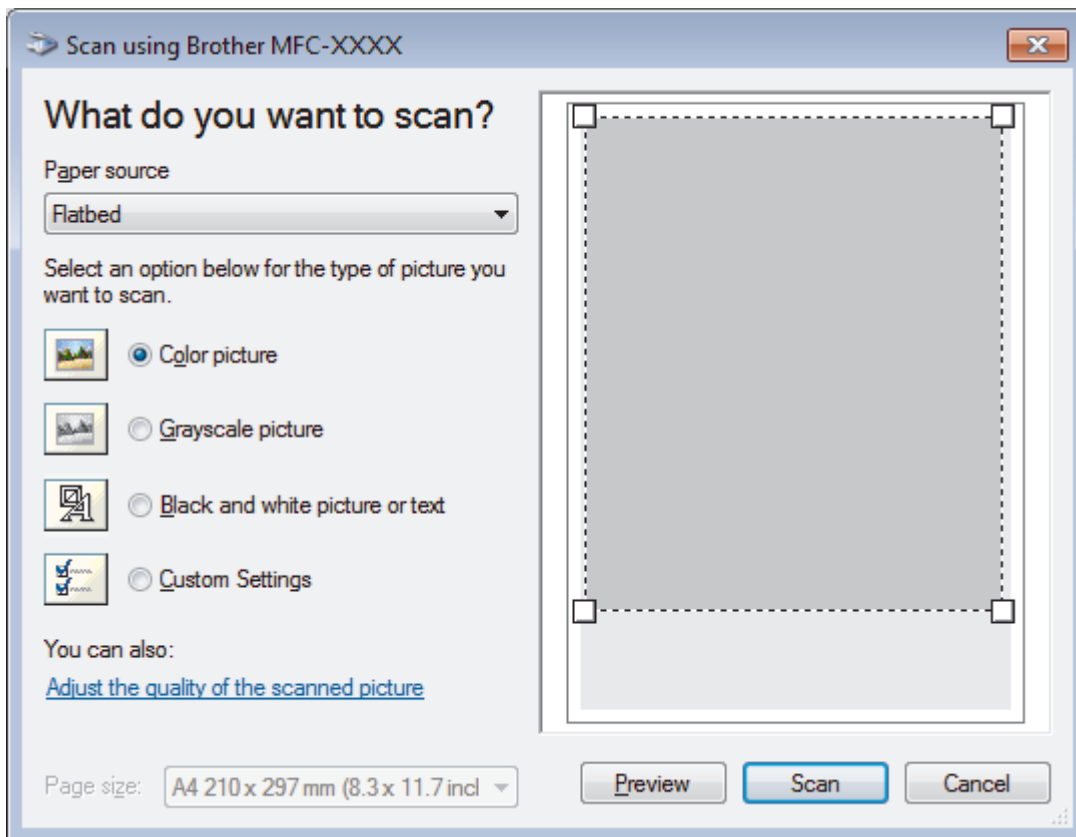 Scan using Brother MFC-XXXX
What do you want to scan?
Paper source
Flatbed
Select an option below for the type of picture you
want to scan.
Color picture
Grayscale picture
Black and white picture or text
Custom Settings
You can also:
Adjust the quality of the scanned picture
Page size: A4 210 x 297 mm (8.3 x 11.7 incl
Preview Scan Cancel